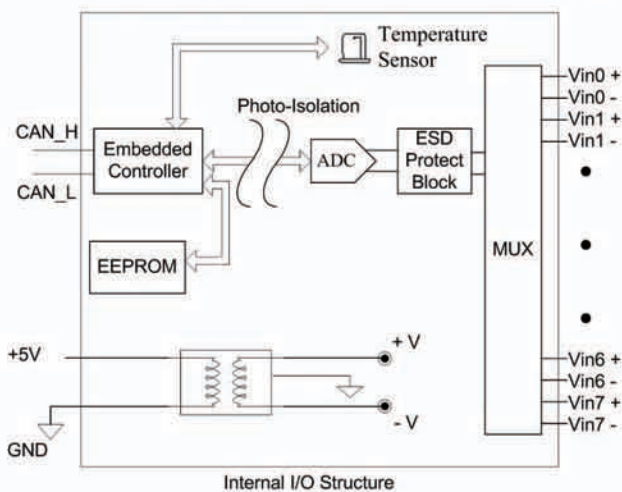 Temperature
Sensor
Vin0 +
Vin0 -
Vin1 +
Vin1 -
Photo-Isolation
CAN_H
CAN_L
Embedded
Controller
ADC
ESD
Protect
Block
MUX
EEPROM
+5V
+ V
- V
GND
Vin6 +
Vin6 -
Vin7 +
Vin7 -
Internal I/O Structure